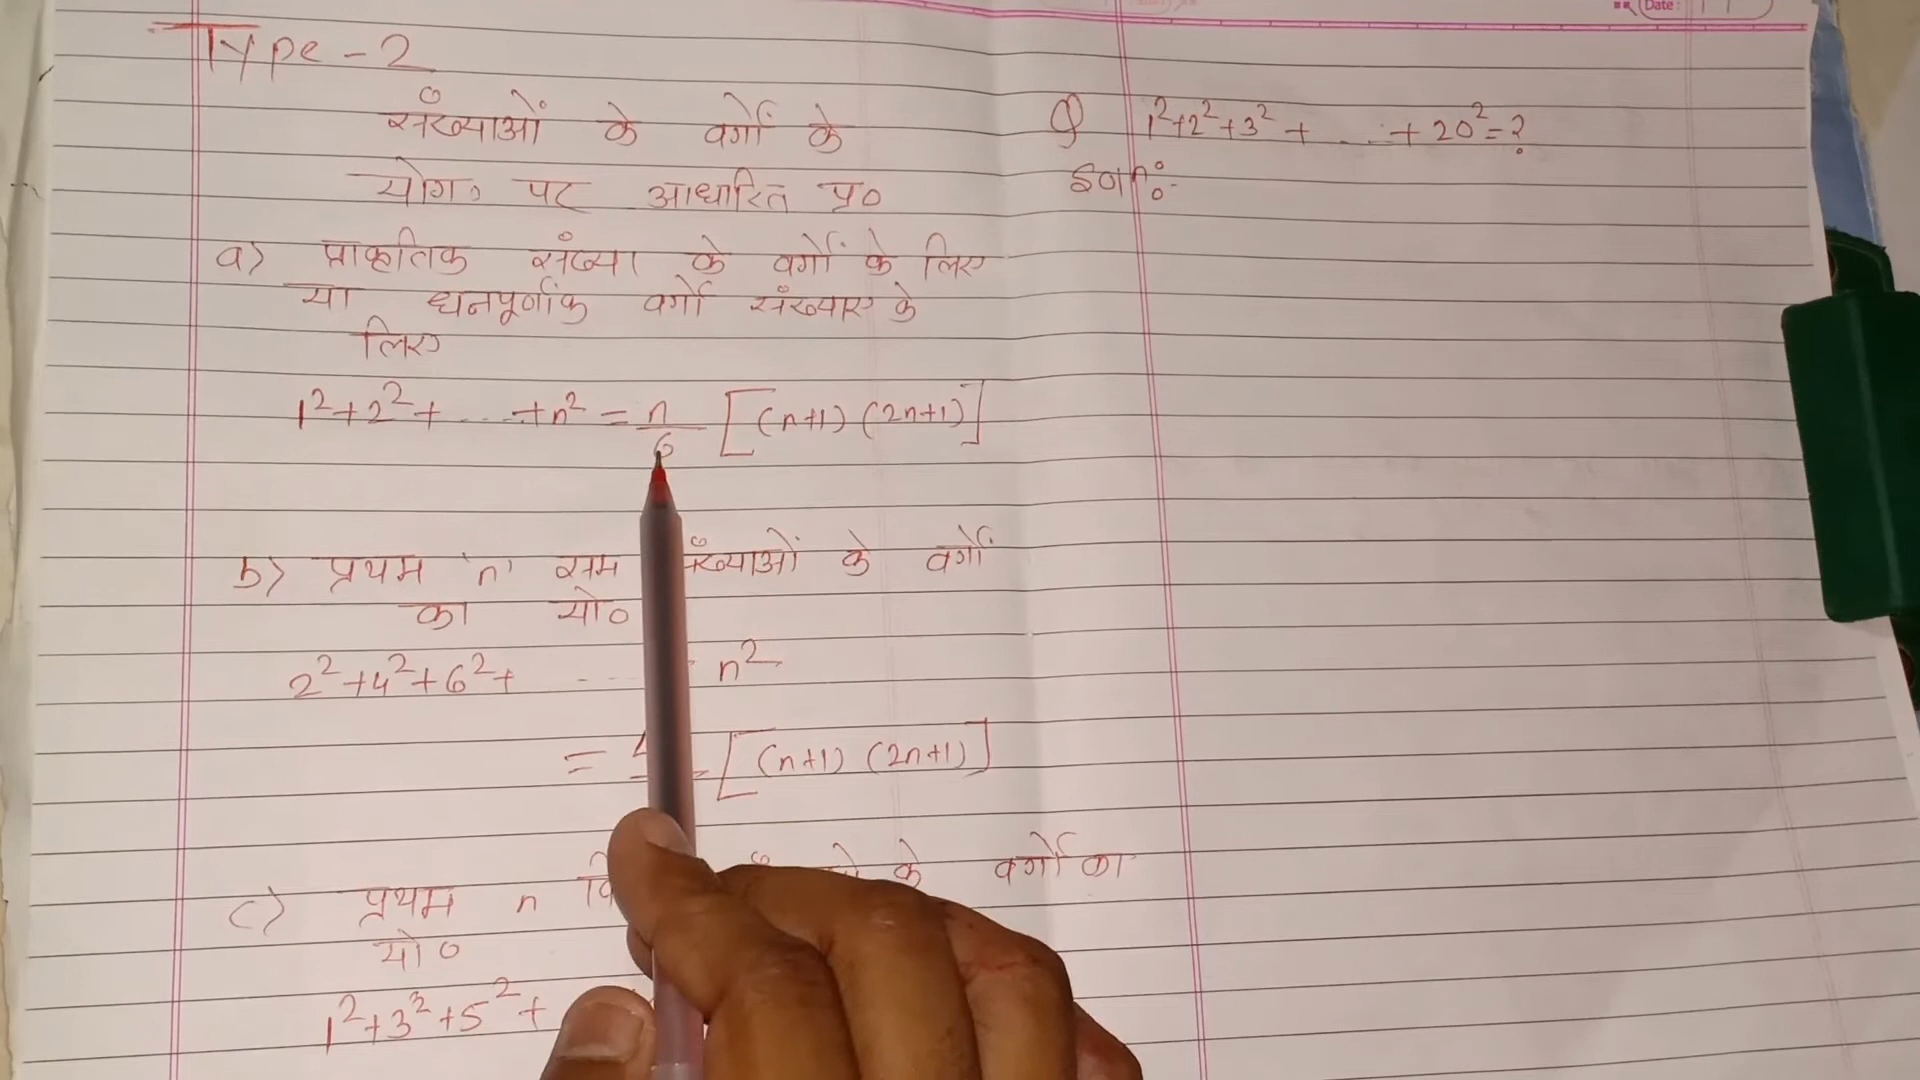 Date :
Type - 2
संख्याओं के वर्गों के
योग० पर आधारित प्र०
a) प्राकृतिक संख्या के वर्गों के लिए
या धनपूर्णांक वर्गों संख्याए के
लिए
1²+2²+ ... +n² = n/6 [(n+1) (2n+1)]
b) प्रथम 'n' सम संख्याओं के वर्गों
का यो०
2²+4²+6²+ ... n²
= [(n+1) (2n+1)]
c) प्रथम n के वर्गों का
यो०
1²+3²+5²+
Q 1²+2²+3²+ ... + 20² = ?
Soln:-